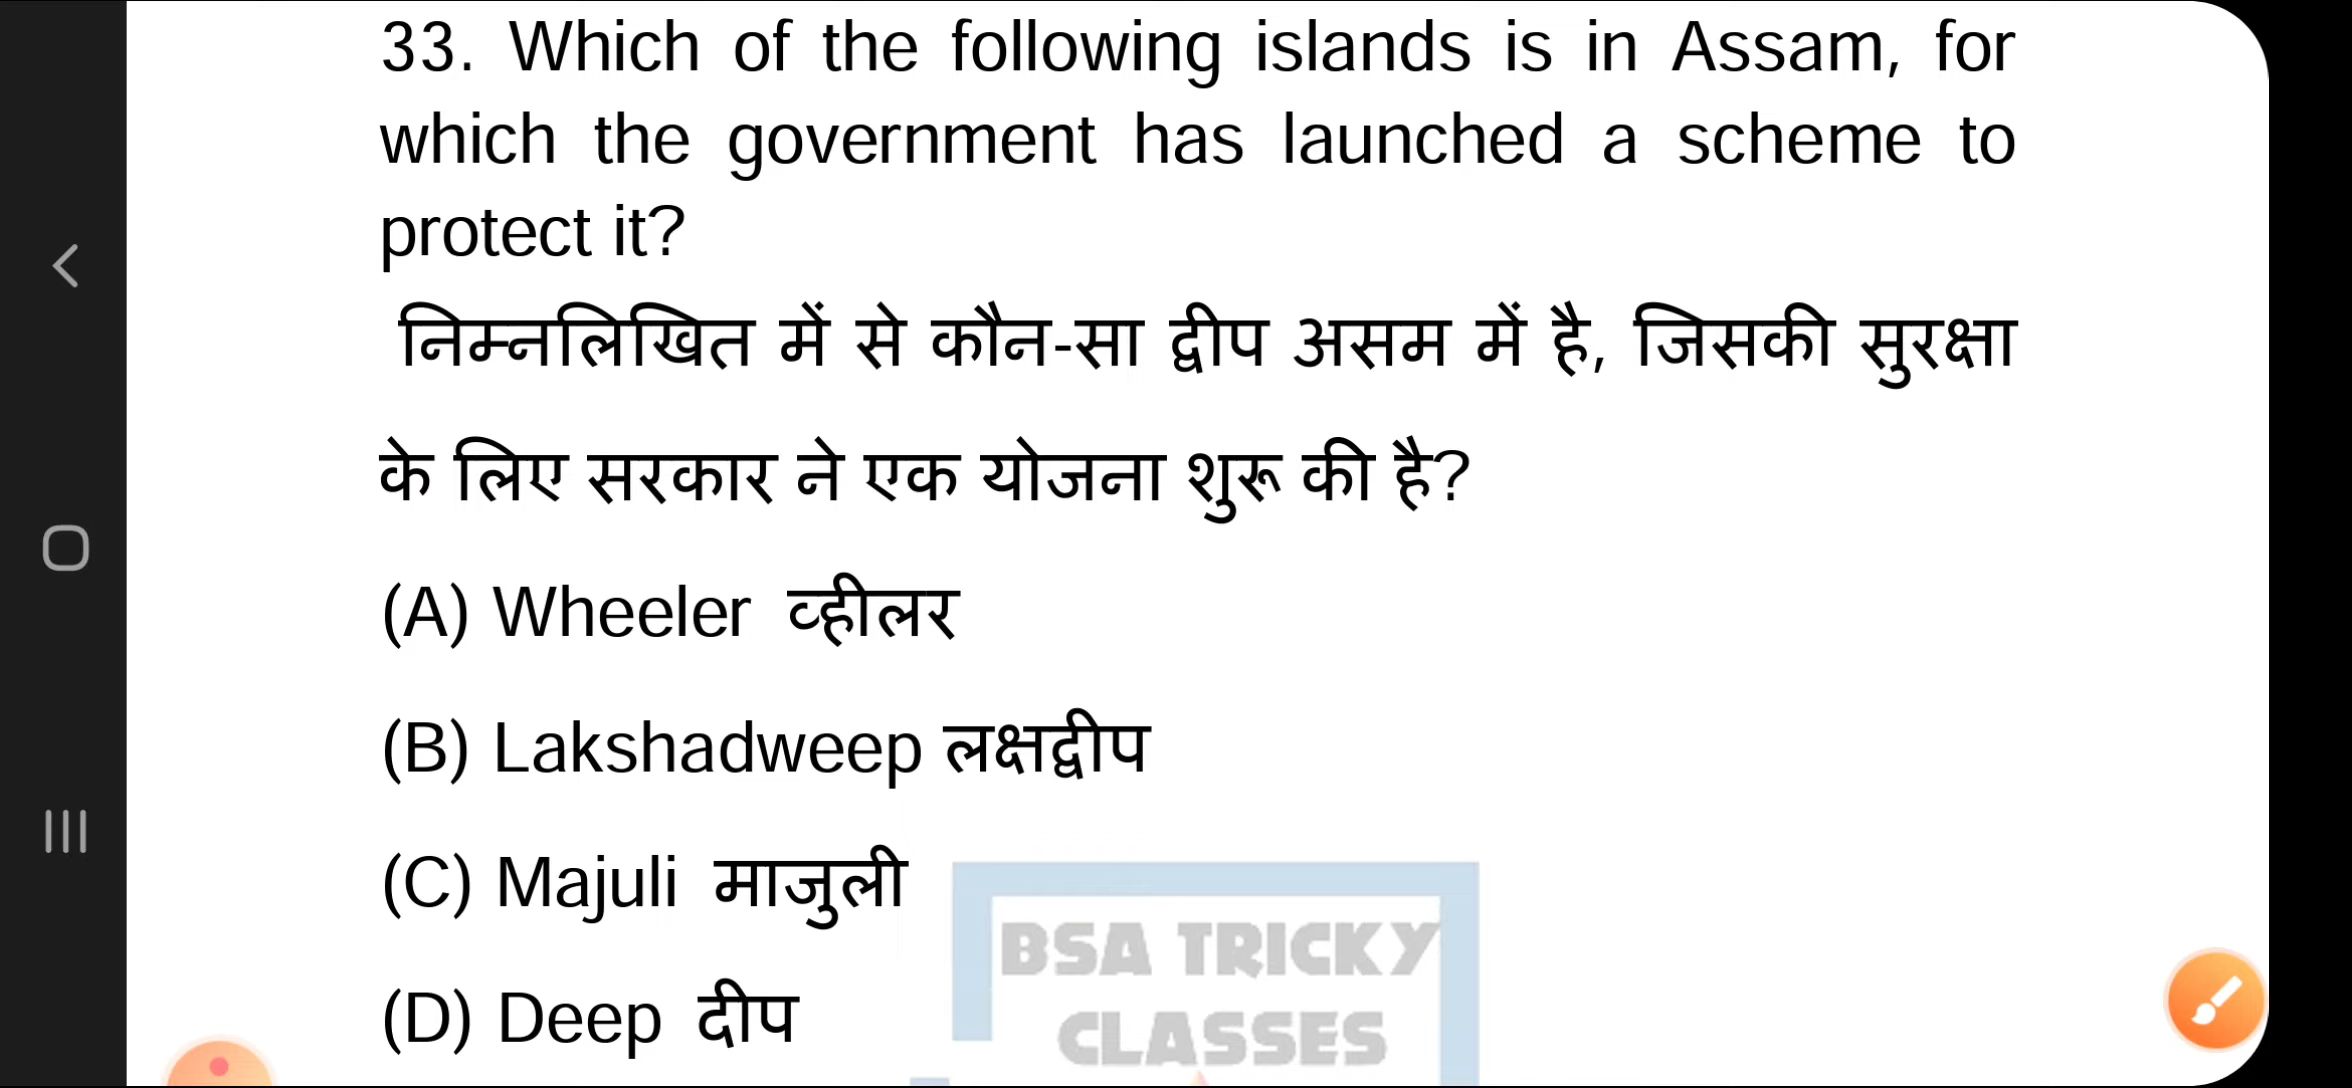 33. Which of the following islands is in Assam, for
which the government has launched a scheme to
protect it?
निम्नलिखित में से कौन-सा द्वीप असम में है, जिसकी सुरक्षा
के लिए सरकार ने एक योजना शुरू की है?
(A) Wheeler व्हीलर
(B) Lakshadweep लक्षद्वीप
(C) Majuli माजुली
(D) Deep दीप
BSA TRICKY
CLASSES